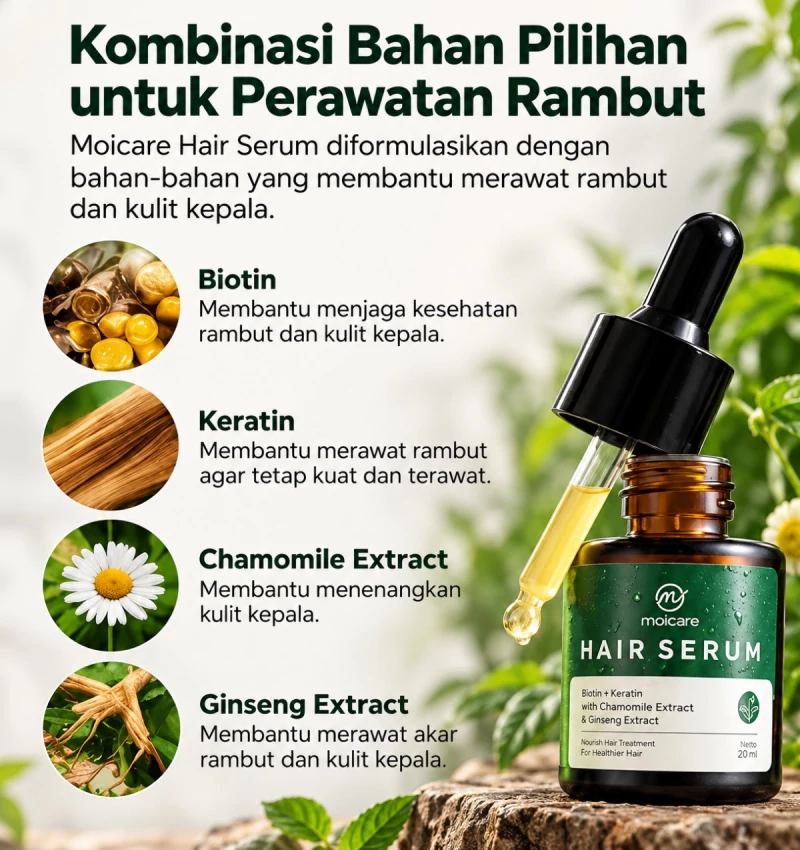 Kombinasi Bahan Pilihan
untuk Perawatan Rambut
Moicare Hair Serum diformulasikan dengan
bahan-bahan yang membantu merawat rambut
dan kulit kepala.
Biotin
Membantu menjaga kesehatan
rambut dan kulit kepala.
Keratin
Membantu merawat rambut
agar tetap kuat dan terawat.
Chamomile Extract
Membantu menenangkan
kulit kepala.
Ginseng Extract
Membantu merawat akar
rambut dan kulit kepala.
moicare
HAIR SERUM
Biotin + Keratin
with Chamomile Extract
& Ginseng Extract
Nourish Hair Treatment
For Healthier Hair
Netto
20 ml